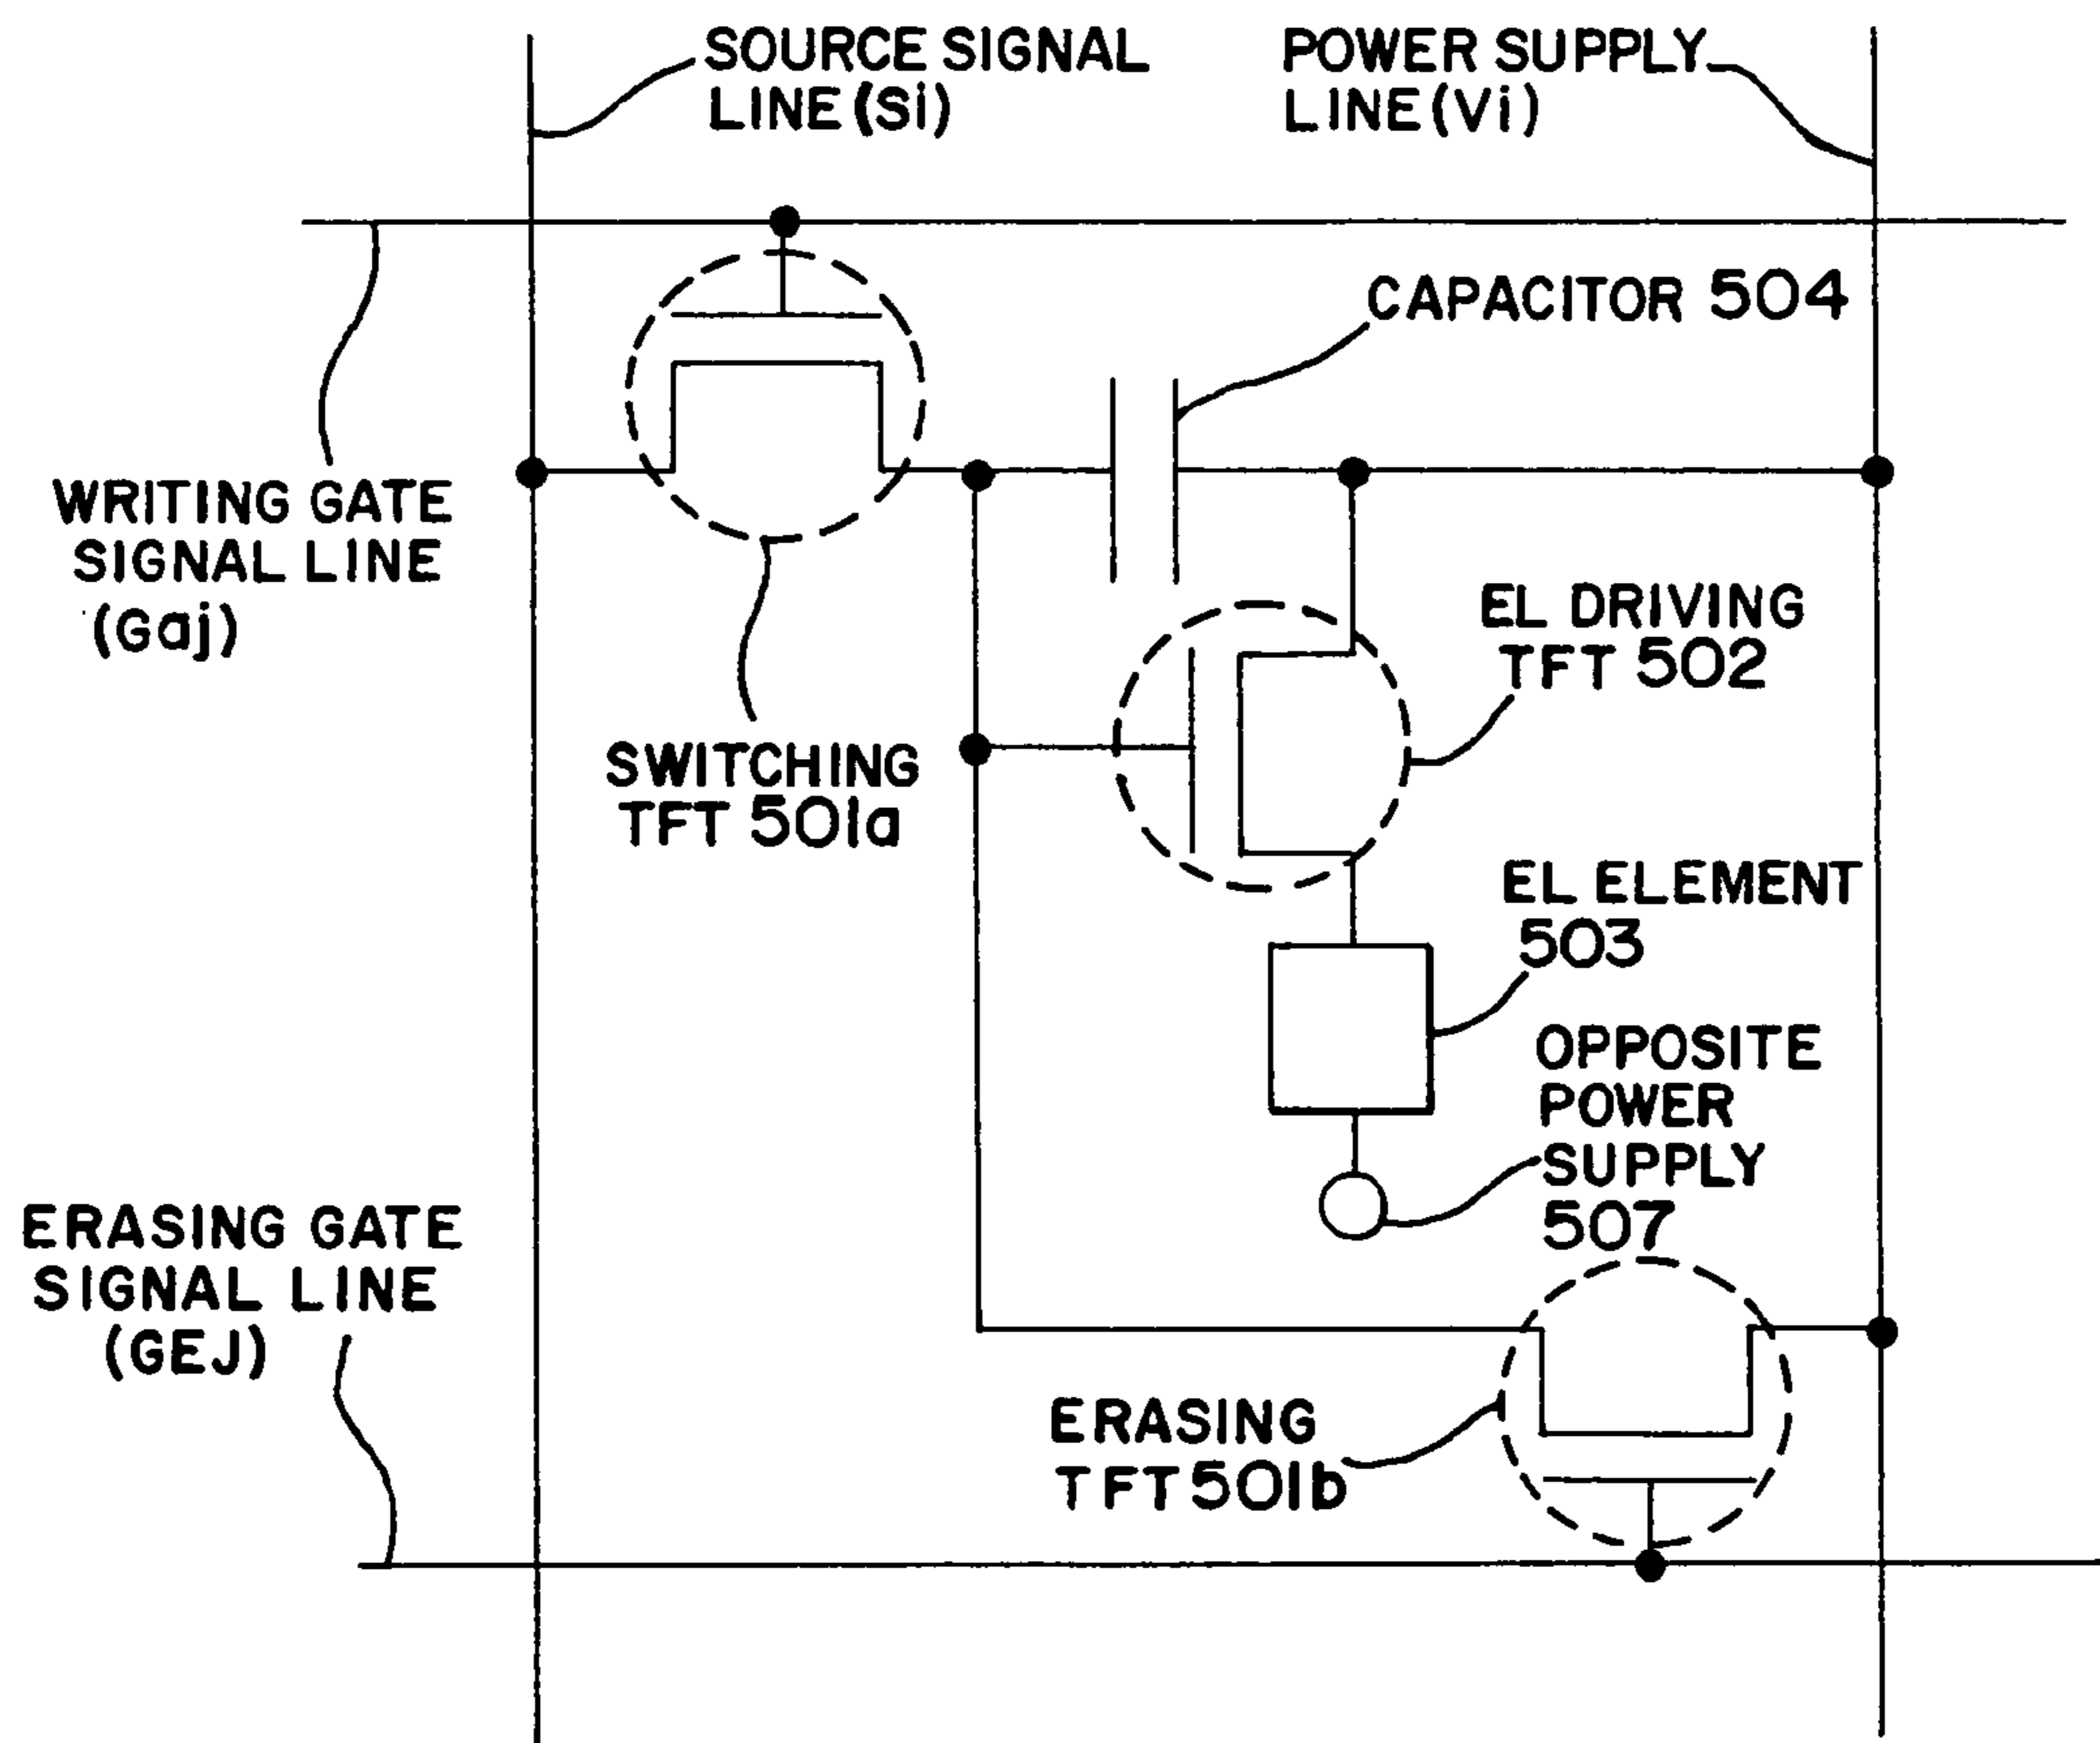 SOURCE SIGNAL
LINE (Si)
POWER SUPPLY
LINE (Vi)
CAPACITOR 504
WRITING GATE
SIGNAL LINE
(Gaj)
EL DRIVING
TFT 502
SWITCHING
TFT 501a
EL ELEMENT
503
OPPOSITE
POWER
SUPPLY
507
ERASING GATE
SIGNAL LINE
(GEJ)
ERASING
TFT 501b